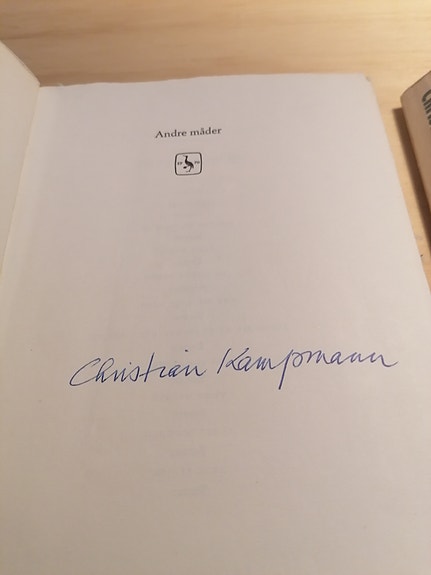 Andre måder
Christian Kampmann